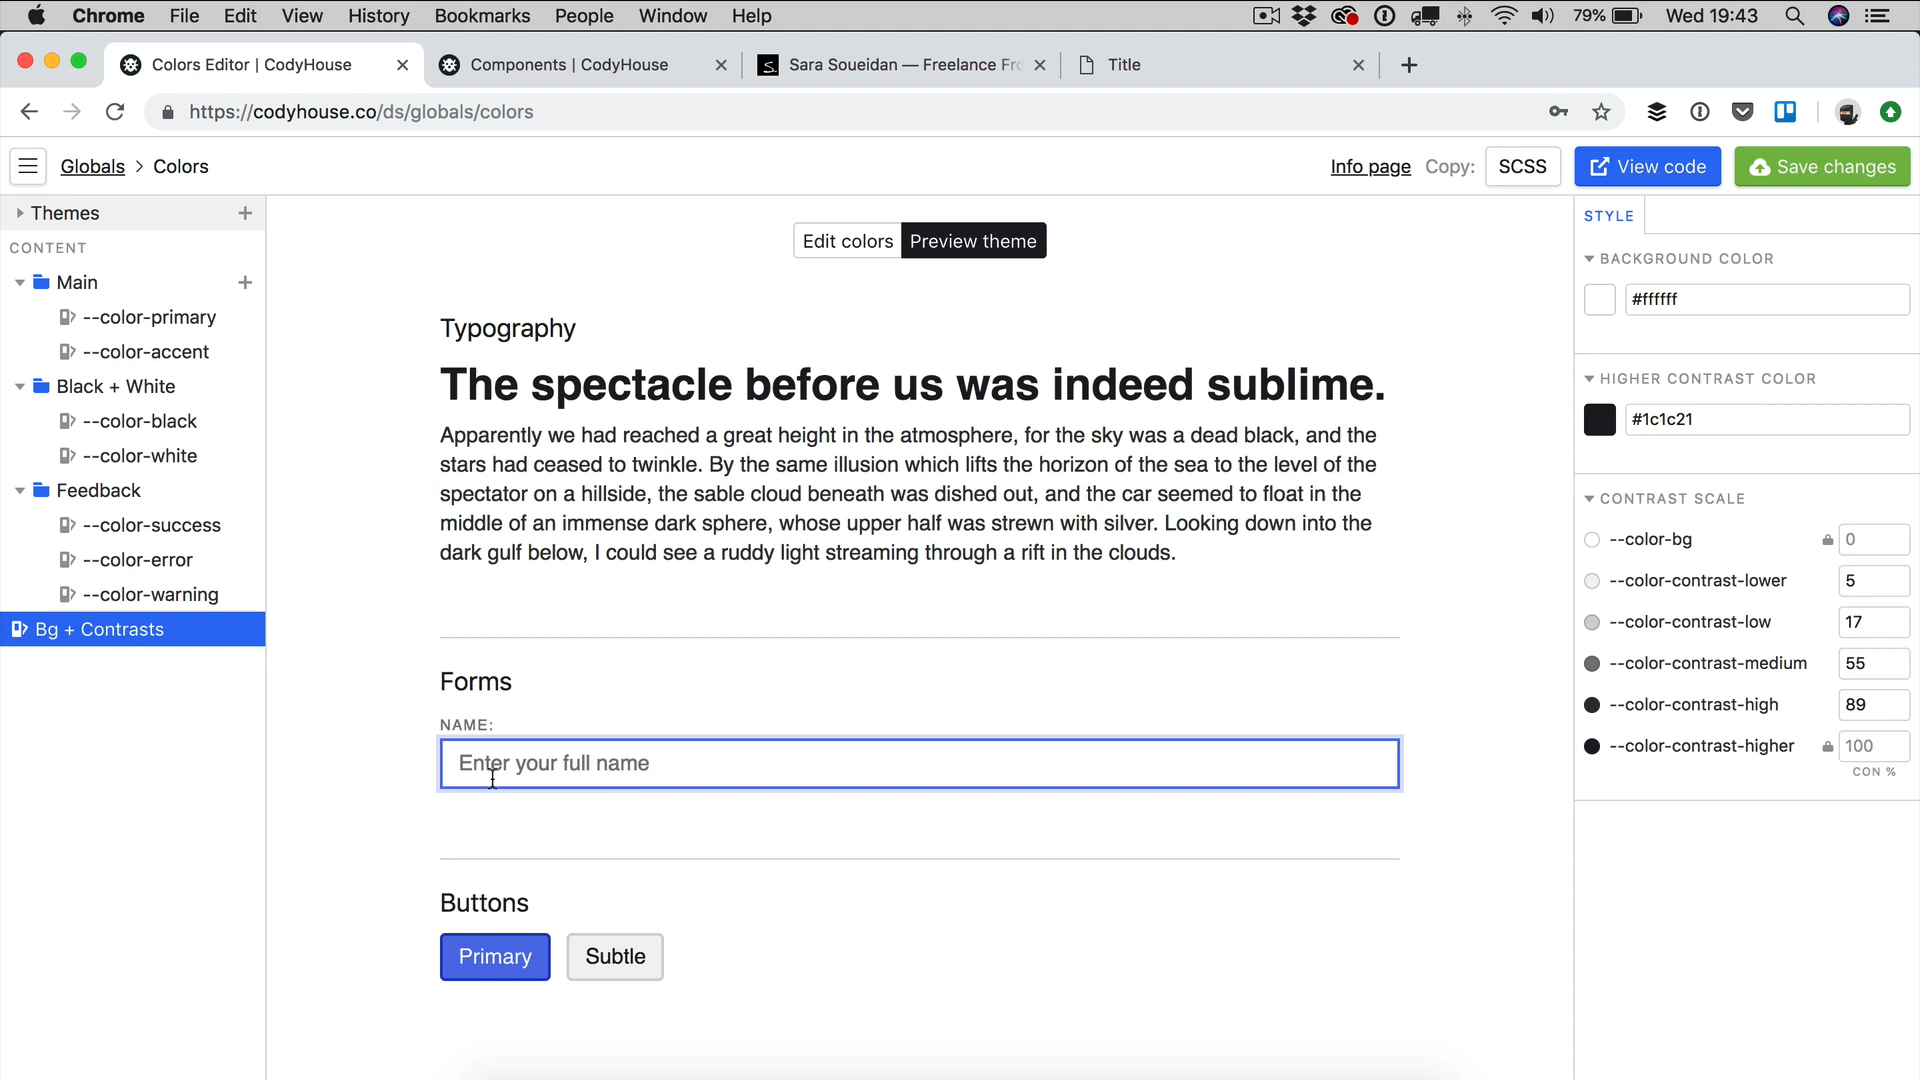 Chrome File Edit View History Bookmarks People Window Help 79% Wed 19:43
Colors Editor | CodyHouse
Components | CodyHouse
Sara Soueidan — Freelance Fro
Title
https://codyhouse.co/ds/globals/colors
Globals > Colors
Info page Copy: SCSS View code Save changes
Themes
CONTENT
Main
--color-primary
--color-accent
Black + White
--color-black
--color-white
Feedback
--color-success
--color-error
--color-warning
Bg + Contrasts
Edit colors Preview theme
Typography
The spectacle before us was indeed sublime.
Apparently we had reached a great height in the atmosphere, for the sky was a dead black, and the
stars had ceased to twinkle. By the same illusion which lifts the horizon of the sea to the level of the
spectator on a hillside, the sable cloud beneath was dished out, and the car seemed to float in the
middle of an immense dark sphere, whose upper half was strewn with silver. Looking down into the
dark gulf below, I could see a ruddy light streaming through a rift in the clouds.
Forms
NAME:
Enter your full name
Buttons
Primary Subtle
STYLE
BACKGROUND COLOR
#ffffff
HIGHER CONTRAST COLOR
#1c1c21
CONTRAST SCALE
--color-bg 0
--color-contrast-lower 5
--color-contrast-low 17
--color-contrast-medium 55
--color-contrast-high 89
--color-contrast-higher 100
CON %